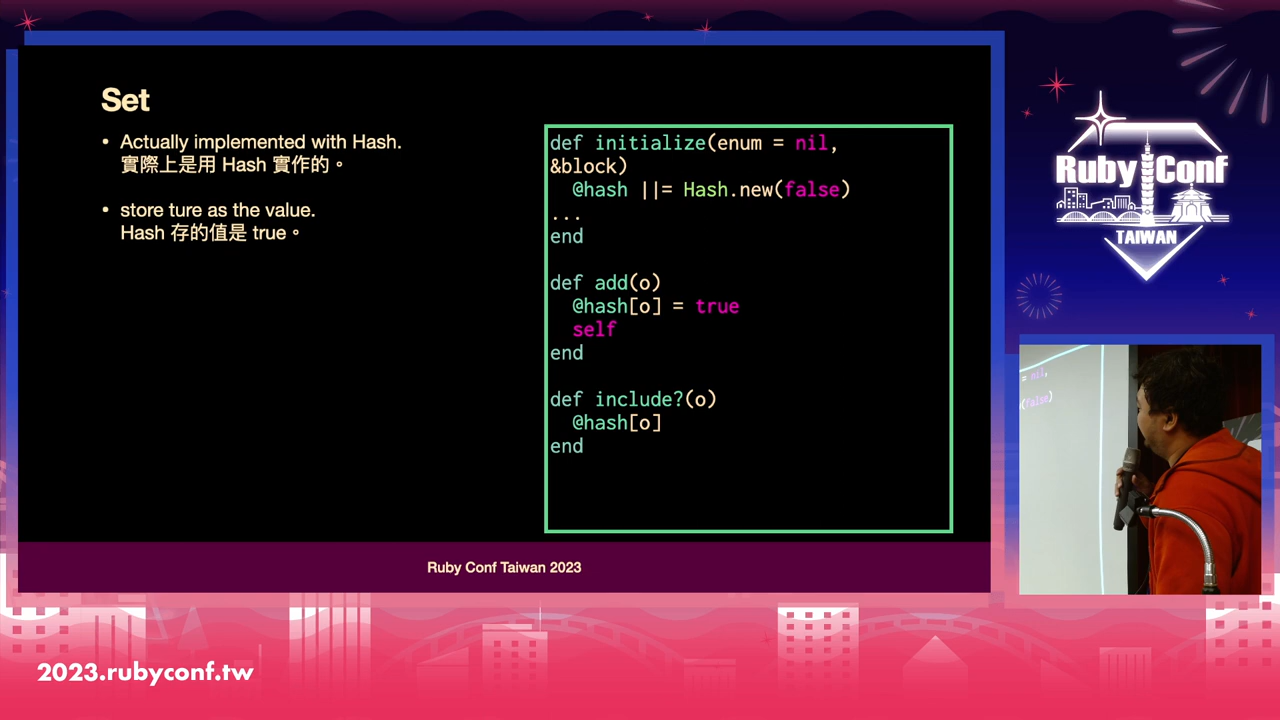 Set
• Actually implemented with Hash.
實際上是用 Hash 實作的。
• store ture as the value.
Hash 存的值是 true。
def initialize(enum = nil,
&block)
  @hash ||= Hash.new(false)
...
end
def add(o)
  @hash[o] = true
  self
end
def include?(o)
  @hash[o]
end
Ruby Conf Taiwan 2023
RubyConf
TAIWAN
= nil,
(false)
2023.rubyconf.tw